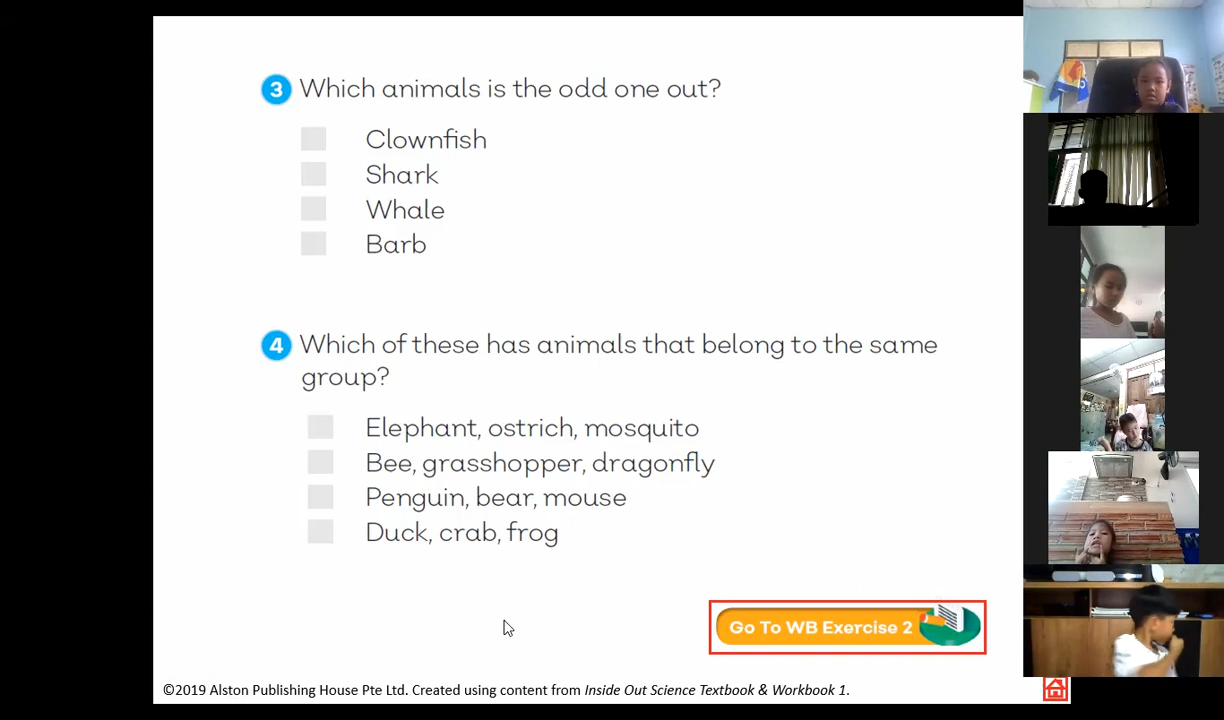 3 Which animals is the odd one out?
Clownfish
Shark
Whale
Barb
4 Which of these has animals that belong to the same
group?
Elephant, ostrich, mosquito
Bee, grasshopper, dragonfly
Penguin, bear, mouse
Duck, crab, frog
Go To WB Exercise 2
©2019 Alston Publishing House Pte Ltd. Created using content from Inside Out Science Textbook & Workbook 1.